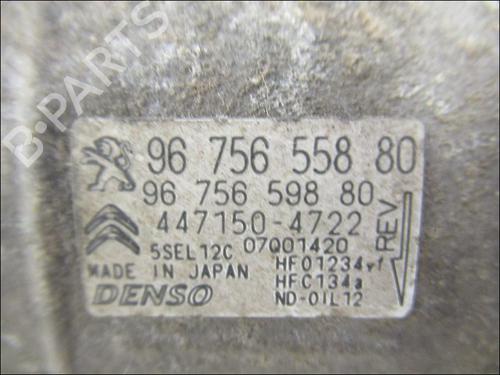 B-PARTS
96 756 558 80
96 756 598 80
447150-4722
5SEL12C 07Q01420
REV
MADE IN JAPAN HFO1234yf
HFC134a
DENSO ND-OIL12